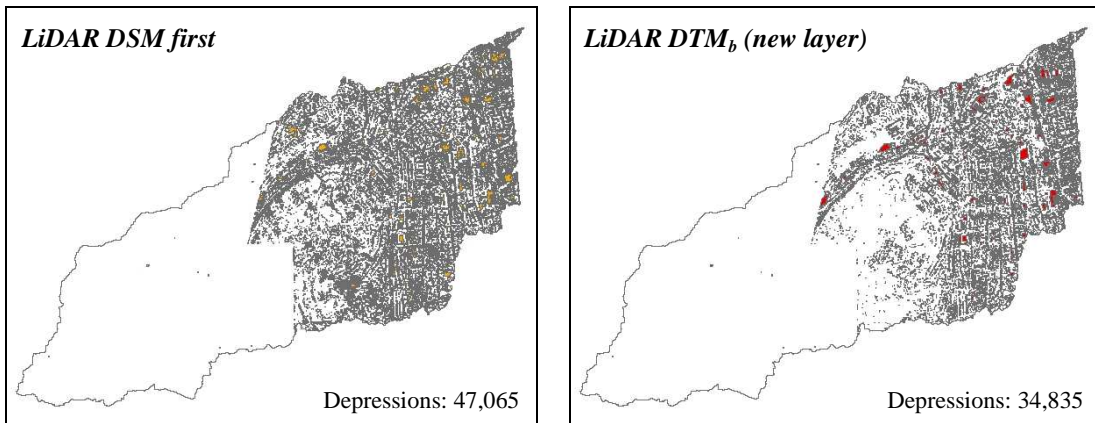 LiDAR DSM first
Depressions: 47,065
LiDAR DTMb (new layer)
Depressions: 34,835